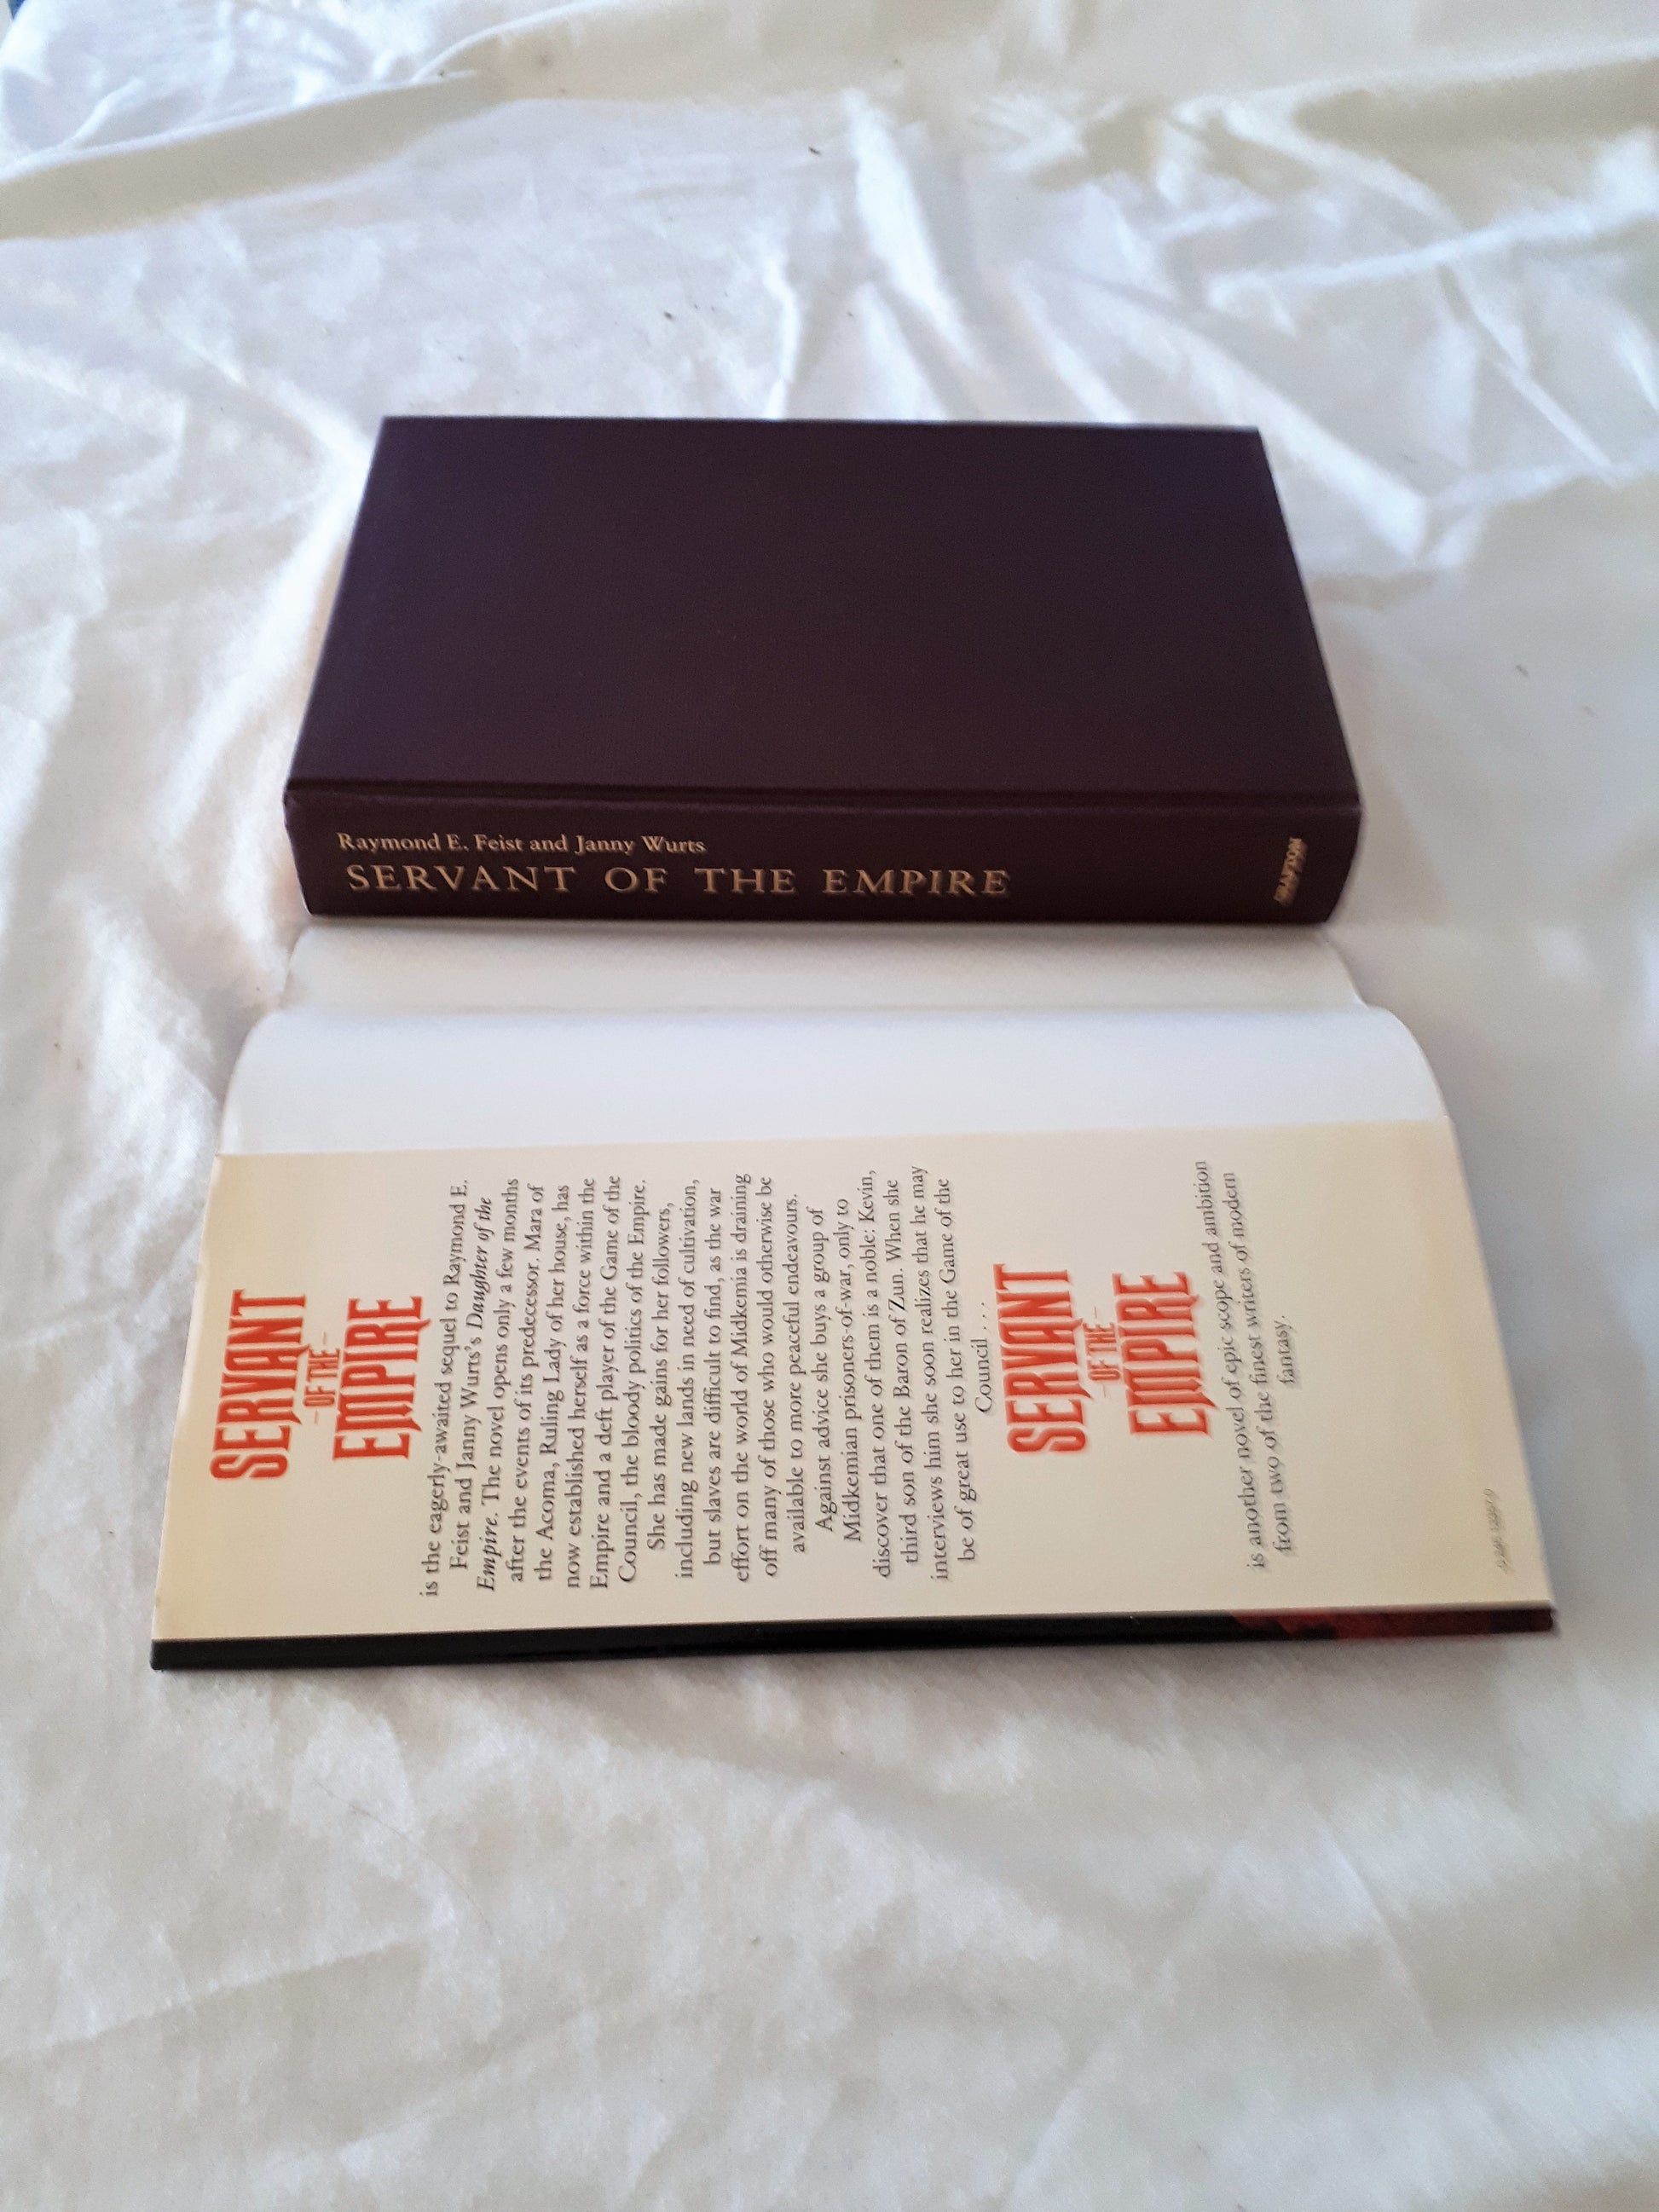 Raymond E. Feist and Janny Wurts
SERVANT OF THE EMPIRE
GRAFTON
SERVANT
OF THE
EMPIRE
is the eagerly-awaited sequel to Raymond E.
Feist and Janny Wurts's Daughter of the
Empire. The novel opens only a few months
after the events of its predecessor. Mara of
the Acoma, Ruling Lady of her house, has
now established herself as a force within the
Empire and a deft player of the Game of the
Council, the bloody politics of the Empire.
She has made gains for her followers,
including new lands in need of cultivation,
but slaves are difficult to find, as the war
effort on the world of Midkemia is draining
off many of those who would otherwise be
available to more peaceful endeavours.
Against advice she buys a group of
Midkemian prisoners-of-war, only to
discover that one of them is a noble: Kevin,
third son of the Baron of Zun. When she
interviews him she soon realizes that he may
be of great use to her in the Game of the
Council . . . .
SERVANT
OF THE
EMPIRE
is another novel of epic scope and ambition
from two of the finest writers of modern
fantasy.